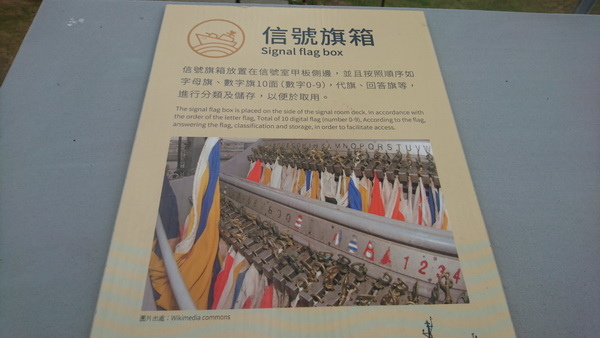 信號旗箱
Signal flag box
信號旗箱放置在信號室甲板側邊，並且按照順序如
字母旗、數字旗10面（數字0-9），代旗、回答旗等，
進行分類及儲存，以便於取用。
The signal flag box is placed on the side of the signal room deck, in accordance with
the order of the letter flag, Total of 10 digital flag (number 0-9), According to the flag,
answering the flag, classification and storage, in order to facilitate access.
N O P Q R S T U V W
1 2 3 4
圖片出處：Wikimedia commons